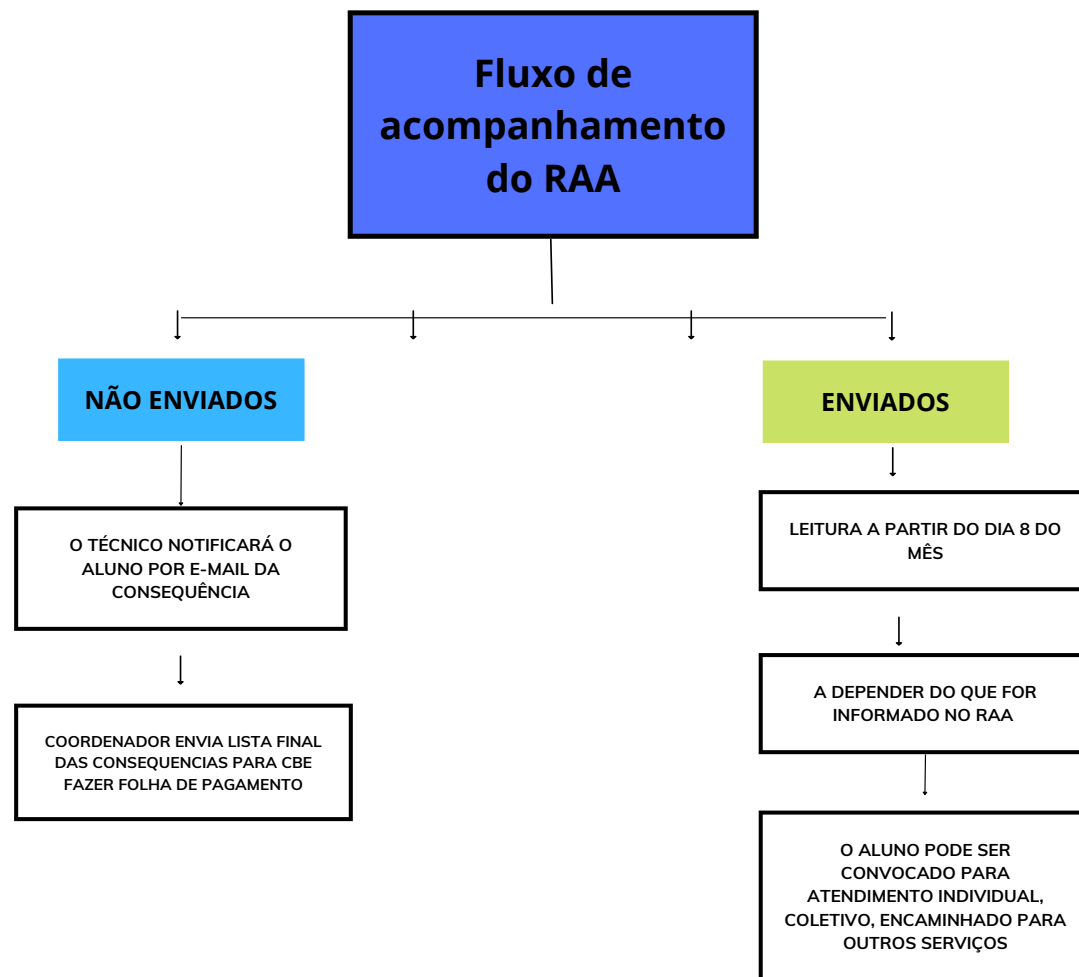 Fluxo de
acompanhamento
do RAA
NÃO ENVIADOS
O TÉCNICO NOTIFICARÁ O
ALUNO POR E-MAIL DA
CONSEQUÊNCIA
COORDENADOR ENVIA LISTA FINAL
DAS CONSEQUENCIAS PARA CBE
FAZER FOLHA DE PAGAMENTO
ENVIADOS
LEITURA A PARTIR DO DIA 8 DO
MÊS
A DEPENDER DO QUE FOR
INFORMADO NO RAA
O ALUNO PODE SER
CONVOCADO PARA
ATENDIMENTO INDIVIDUAL,
COLETIVO, ENCAMINHADO PARA
OUTROS SERVIÇOS